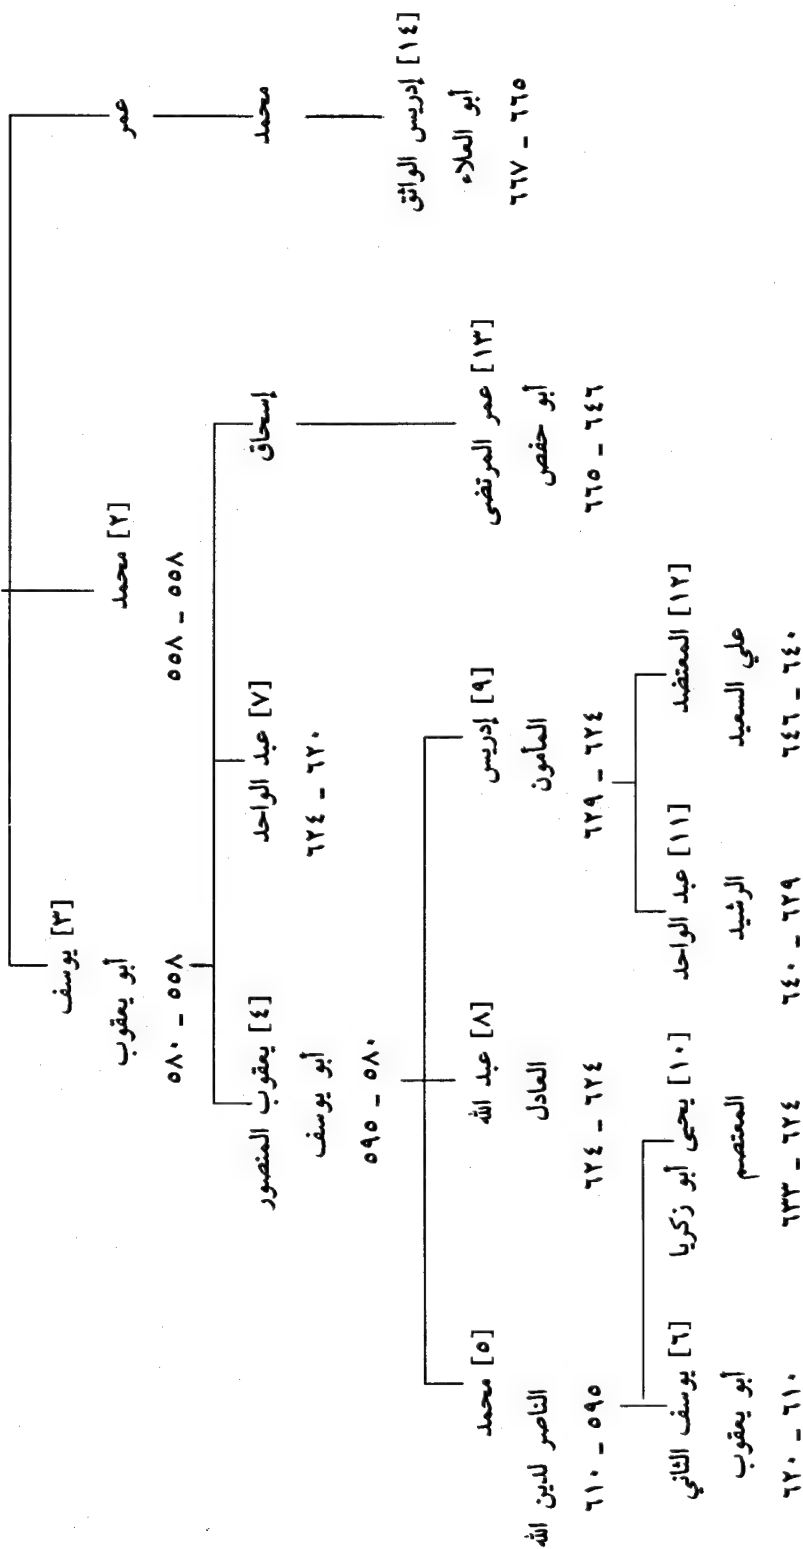 [٣] يوسف
أبو يعقوب
٥٥٨ - ٥٨٠
[٢] محمد
٥٥٨ - ٥٥٨
عمر
محمد
[١٤] إدريس الواثق
أبو العلاء
٦٦٥ - ٦٦٧
إسحاق
[١٣] عمر المرتضى
أبو حفص
٦٤٦ - ٦٦٥
[٧] عبد الواحد
٦٢٠ - ٦٢٤
[٤] يعقوب المنصور
أبو يوسف
٥٨٠ - ٥٩٥
[٩] إدريس
المأمون
٦٢٤ - ٦٢٩
[٨] عبد الله
العادل
٦٢٤ - ٦٢٤
[٥] محمد
الناصر لدين الله
٥٩٥ - ٦١٠
[١٢] المعتضد
علي السعيد
٦٤٠ - ٦٤٦
[١١] عبد الواحد
الرشيد
٦٢٩ - ٦٤٠
[١٠] يحيى أبو زكريا
المعتصم
٦٢٤ - ٦٣٣
[٦] يوسف الثاني
أبو يعقوب
٦١٠ - ٦٢٠